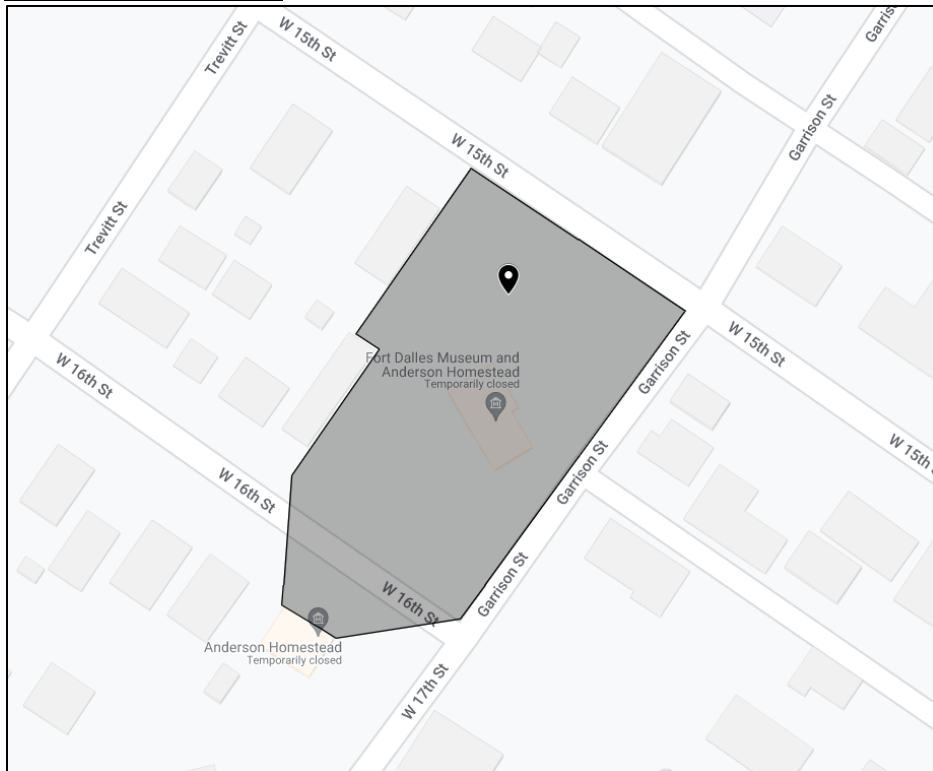 W 15th St
Garriso
Trevitt St
Garrison St
W 15th St
Trevitt St
W 15th St
Fort Dalles Museum and
Anderson Homestead
Temporarily closed
Garrison St
W 16th St
W 15th
Garrison St
W 16th St
W 16th St
Garrison St
Anderson Homestead
Temporarily closed
W 17th St